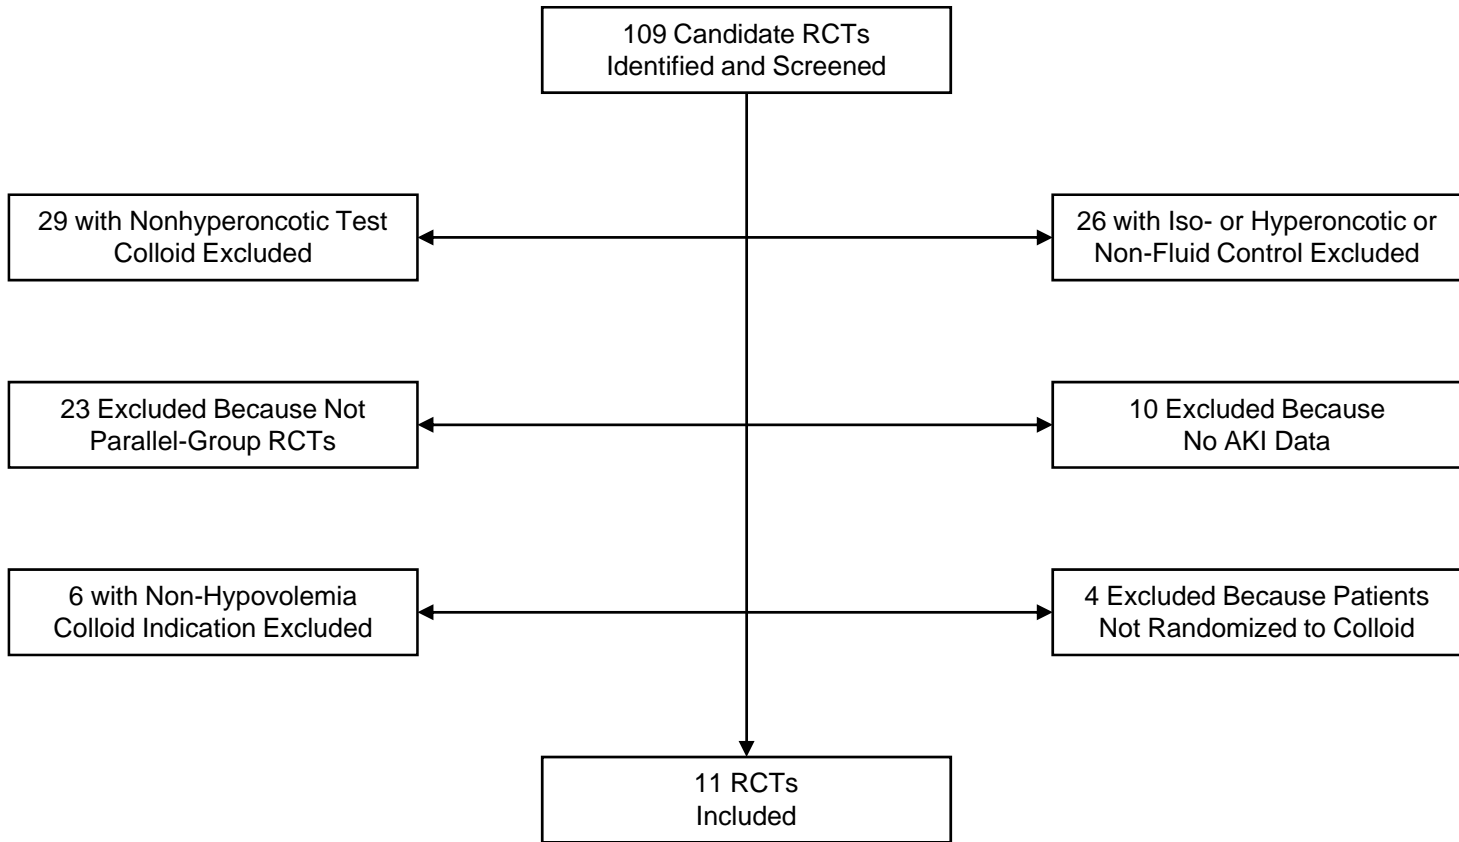 109 Candidate RCTs
Identified and Screened
29 with Nonhyperoncotic Test
Colloid Excluded
26 with Iso- or Hyperoncotic or
Non-Fluid Control Excluded
23 Excluded Because Not
Parallel-Group RCTs
10 Excluded Because
No AKI Data
6 with Non-Hypovolemia
Colloid Indication Excluded
4 Excluded Because Patients
Not Randomized to Colloid
11 RCTs
Included